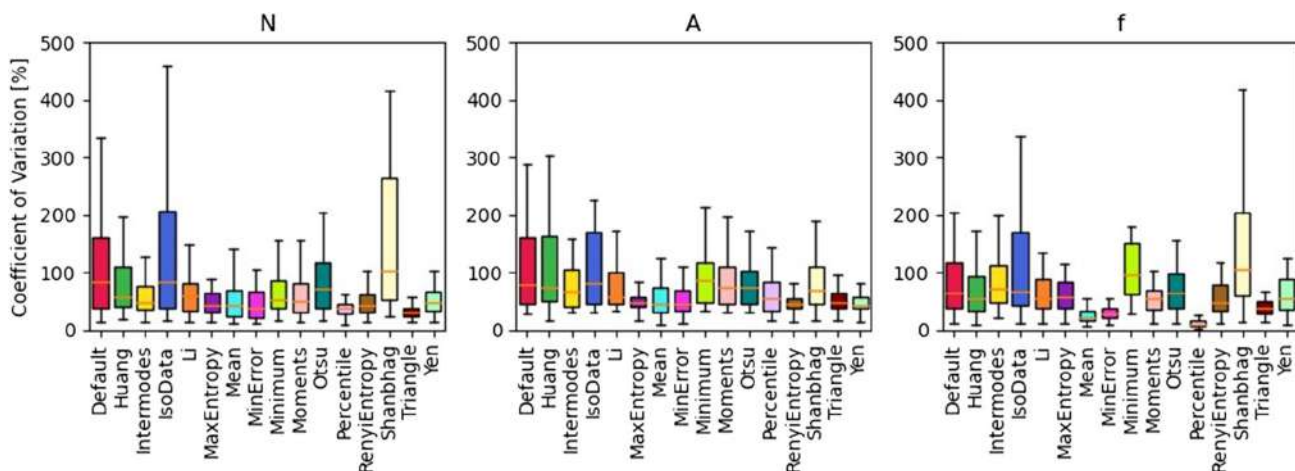 N
A
f
Coefficient of Variation [%]
500
400
300
200
100
0
Default
Huang
Intermodes
IsoData
Li
MaxEntropy
Mean
MinError
Minimum
Moments
Otsu
Percentile
RenyiEntropy
Shanbhag
Triangle
Yen
500
400
300
200
100
0
Default
Huang
Intermodes
IsoData
Li
MaxEntropy
Mean
MinError
Minimum
Moments
Otsu
Percentile
RenyiEntropy
Shanbhag
Triangle
Yen
500
400
300
200
100
0
Default
Huang
Intermodes
IsoData
Li
MaxEntropy
Mean
MinError
Minimum
Moments
Otsu
Percentile
RenyiEntropy
Shanbhag
Triangle
Yen